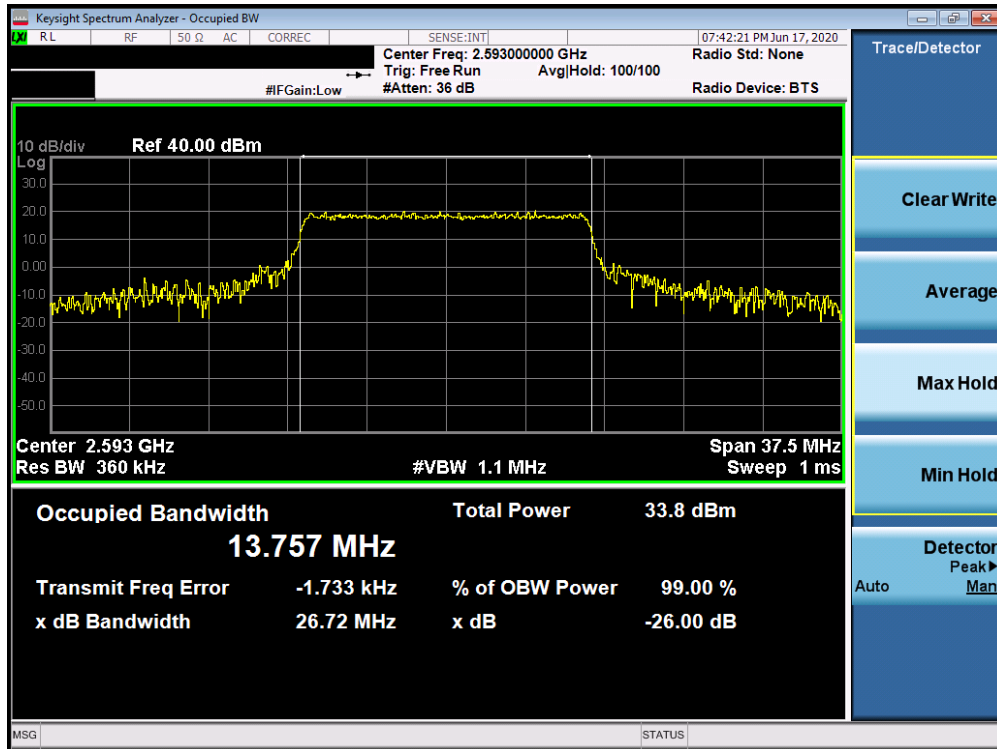 Keysight Spectrum Analyzer - Occupied BW
LXI RL RF 50 Ω AC CORREC SENSE:INT 07:42:21 PM Jun 17, 2020
Center Freq: 2.593000000 GHz Radio Std: None
Trig: Free Run Avg|Hold: 100/100
#IFGain:Low #Atten: 36 dB Radio Device: BTS
10 dB/div Ref 40.00 dBm
Log
30.0
20.0
10.0
0.00
-10.0
-20.0
-30.0
-40.0
-50.0
Center 2.593 GHz Span 37.5 MHz
Res BW 360 kHz #VBW 1.1 MHz Sweep 1 ms
Occupied Bandwidth Total Power 33.8 dBm
13.757 MHz
Transmit Freq Error -1.733 kHz % of OBW Power 99.00 %
x dB Bandwidth 26.72 MHz x dB -26.00 dB
Trace/Detector
Clear Write
Average
Max Hold
Min Hold
Detector
Peak▶
Auto Man
MSG STATUS